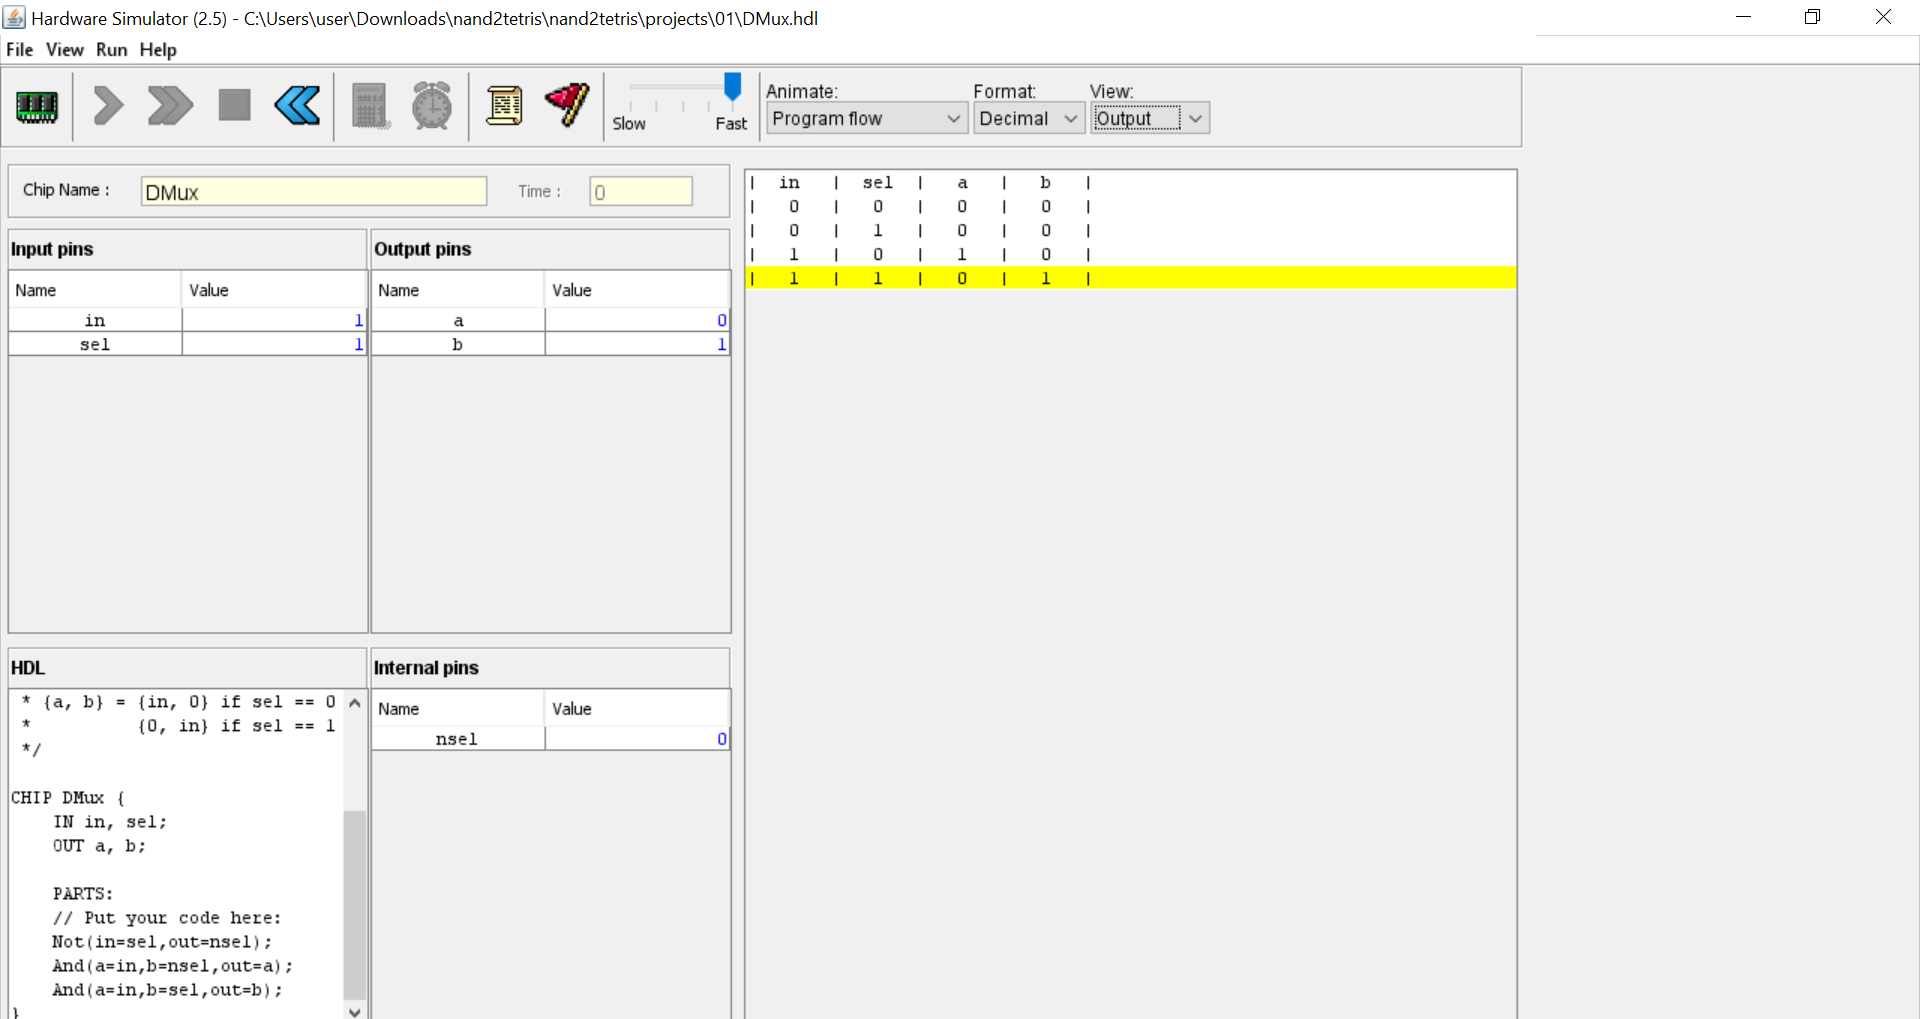 Hardware Simulator (2.5) - C:\Users\user\Downloads\nand2tetris\nand2tetris\projects\01\DMux.hdl
File View Run Help
Slow Fast
Animate: Format: View:
Program flow Decimal Output
Chip Name : DMux Time : 0
Input pins
Name Value
in 1
sel 1
Output pins
Name Value
a 0
b 1
| in | sel | a | b |
| 0 | 0 | 0 | 0 |
| 0 | 1 | 0 | 0 |
| 1 | 0 | 1 | 0 |
| 1 | 1 | 0 | 1 |
HDL
* {a, b} = {in, 0} if sel == 0
* {0, in} if sel == 1
*/
CHIP DMux {
IN in, sel;
OUT a, b;
PARTS:
// Put your code here:
Not(in=sel,out=nsel);
And(a=in,b=nsel,out=a);
And(a=in,b=sel,out=b);
}
Internal pins
Name Value
nsel 0